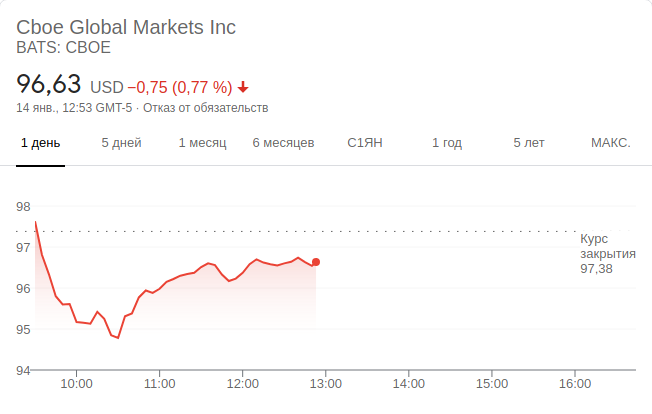 Cboe Global Markets Inc
BATS: CBOE
96,63 USD −0,75 (0,77 %)
14 янв., 12:53 GMT-5 · Отказ от обязательств
1 день 5 дней 1 месяц 6 месяцев С1ЯН 1 год 5 лет МАКС.
98
97
96
95
94
Курс
закрытия
97,38
10:00 11:00 12:00 13:00 14:00 15:00 16:00